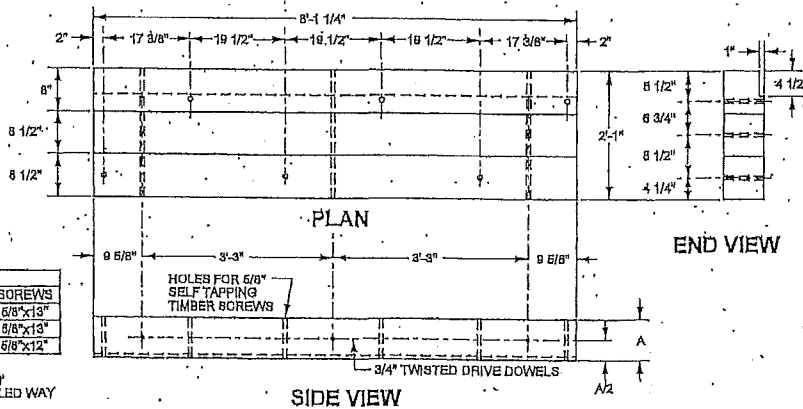 8'-1 1/4"
2" 17 3/8" 19 1/2" 19 1/2" 19 1/2" 17 3/8" 2"
1"
8"
8 1/2"
8 1/2"
2'-1"
5 1/2"
6 3/4"
8 1/2"
4 1/4"
4 1/2"
PLAN
END VIEW
9 5/8" 3'-3" 3'-3" 9 5/8"
HOLES FOR 5/8"
SELF TAPPING
TIMBER SCREWS
SCREWS
5/8"x13"
5/8"x13"
5/8"x12"
LED WAY
A
A/2
3/4" TWISTED DRIVE DOWELS
SIDE VIEW